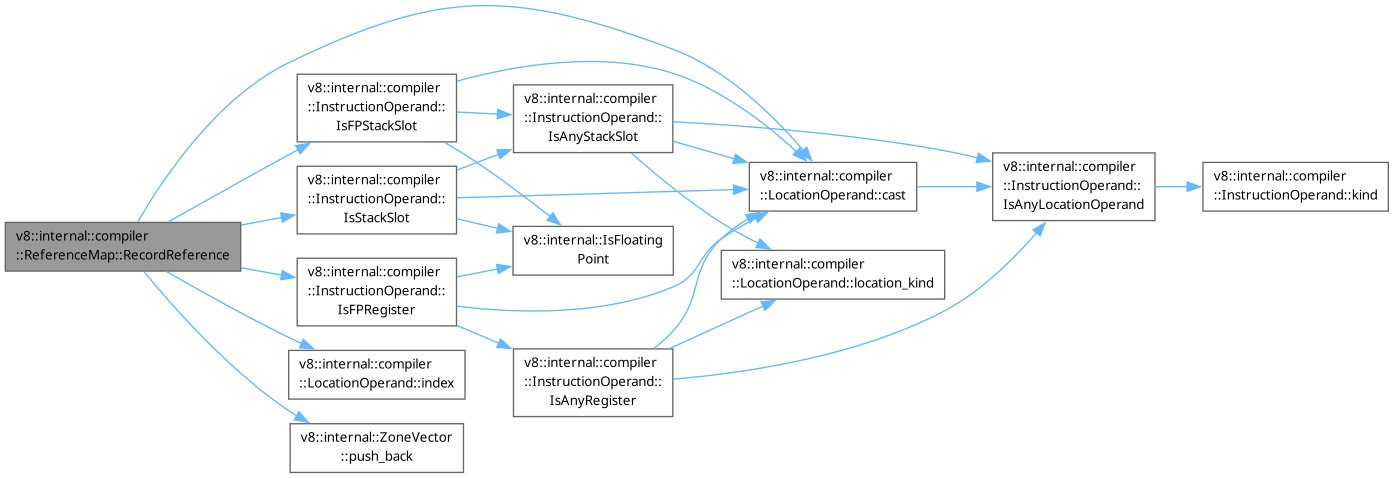 v8::internal::compiler
::ReferenceMap::RecordReference
v8::internal::compiler
::InstructionOperand::
IsFPStackSlot
v8::internal::compiler
::InstructionOperand::
IsStackSlot
v8::internal::compiler
::InstructionOperand::
IsFPRegister
v8::internal::compiler
::LocationOperand::index
v8::internal::ZoneVector
::push_back
v8::internal::compiler
::InstructionOperand::
IsAnyStackSlot
v8::internal::IsFloating
Point
v8::internal::compiler
::InstructionOperand::
IsAnyRegister
v8::internal::compiler
::LocationOperand::cast
v8::internal::compiler
::LocationOperand::location_kind
v8::internal::compiler
::InstructionOperand::
IsAnyLocationOperand
v8::internal::compiler
::InstructionOperand::kind